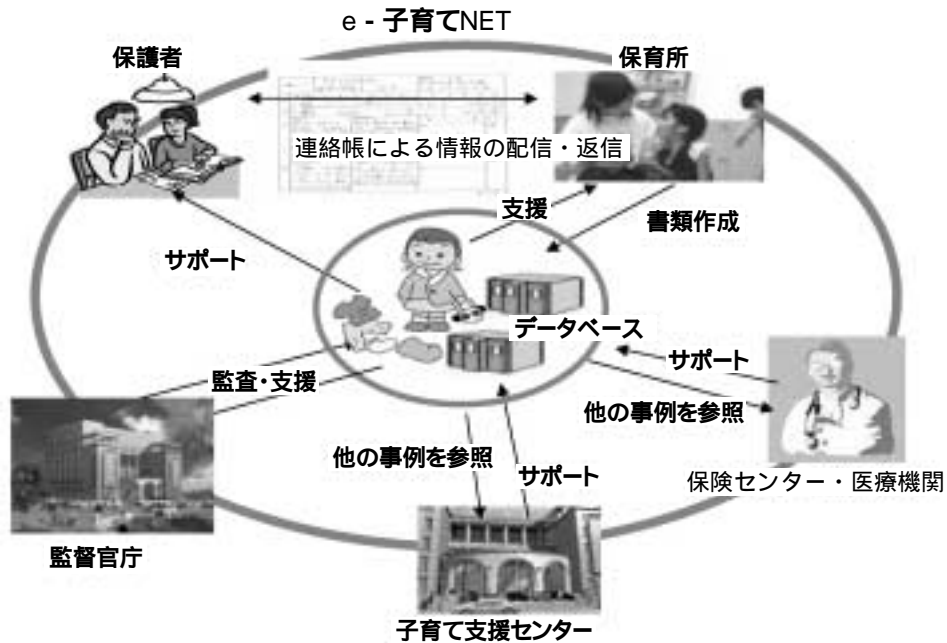 e - 子育てNET
保護者
保育所
連絡帳による情報の配信・返信
支援
書類作成
サポート
データベース
サポート
監査・支援
他の事例を参照
他の事例を参照
サポート
保険センター・医療機関
監督官庁
子育て支援センター